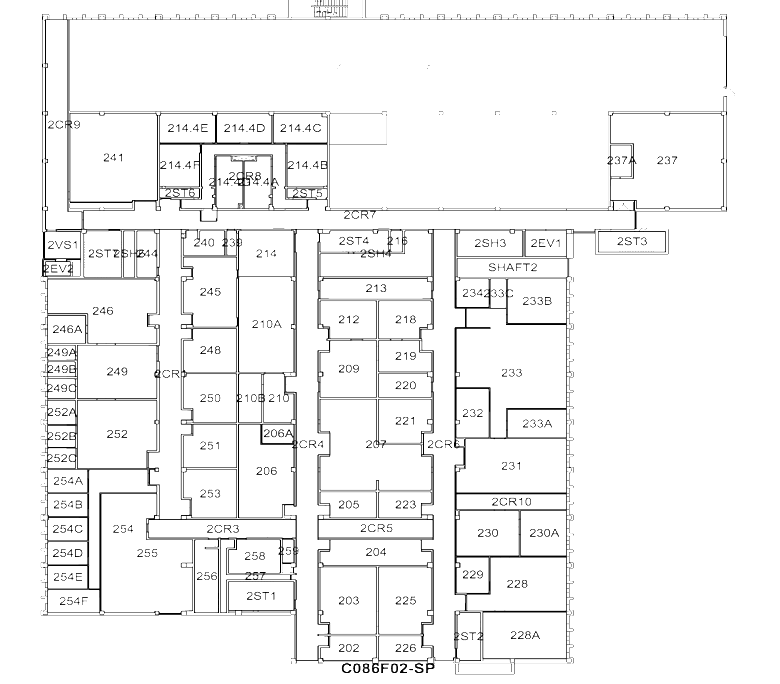 214.4E 214.4D 214.4C
2CR9
241 214.4F 2CR8 214.4A 214.4B 237A 237
2ST6 2ST5
2CR7
2VS1 240 239 2ST4 216 2SH3 2EV1 2ST3
244 214 2SH4
2EV2 SHAFT2
245 213 234 233C 233B
246 212 218
246A 210A
249A 248 219
249B 249 2CR1 209 233
249C 220
250 210B 210
252A 232
252 221 233A
252B 251 206A 2CR4 207 2CR6
252C 206 231
254A
253 205 223 2CR10
254B
254C 254 2CR3 2CR5 230 230A
254D 255 258 259 204
254E 256 257 229 228
254F 2ST1 203 225
2ST2 228A
202 226
C086F02-SP